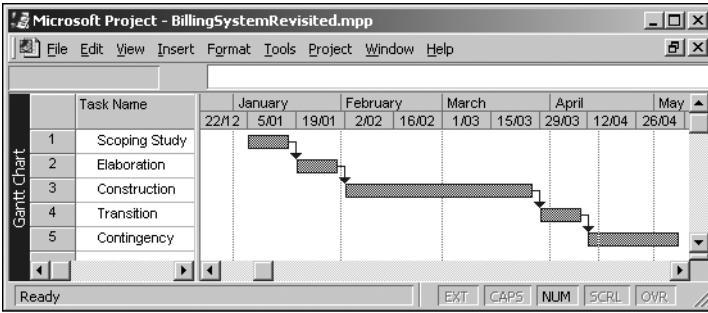 Microsoft Project - BillingSystemRevisited.mpp
File Edit View Insert Format Tools Project Window Help
Task Name
January February March April May
22/12 5/01 19/01 2/02 16/02 1/03 15/03 29/03 12/04 26/04
Gantt Chart
1 Scoping Study
2 Elaboration
3 Construction
4 Transition
5 Contingency
Ready EXT CAPS NUM SCRL OVR